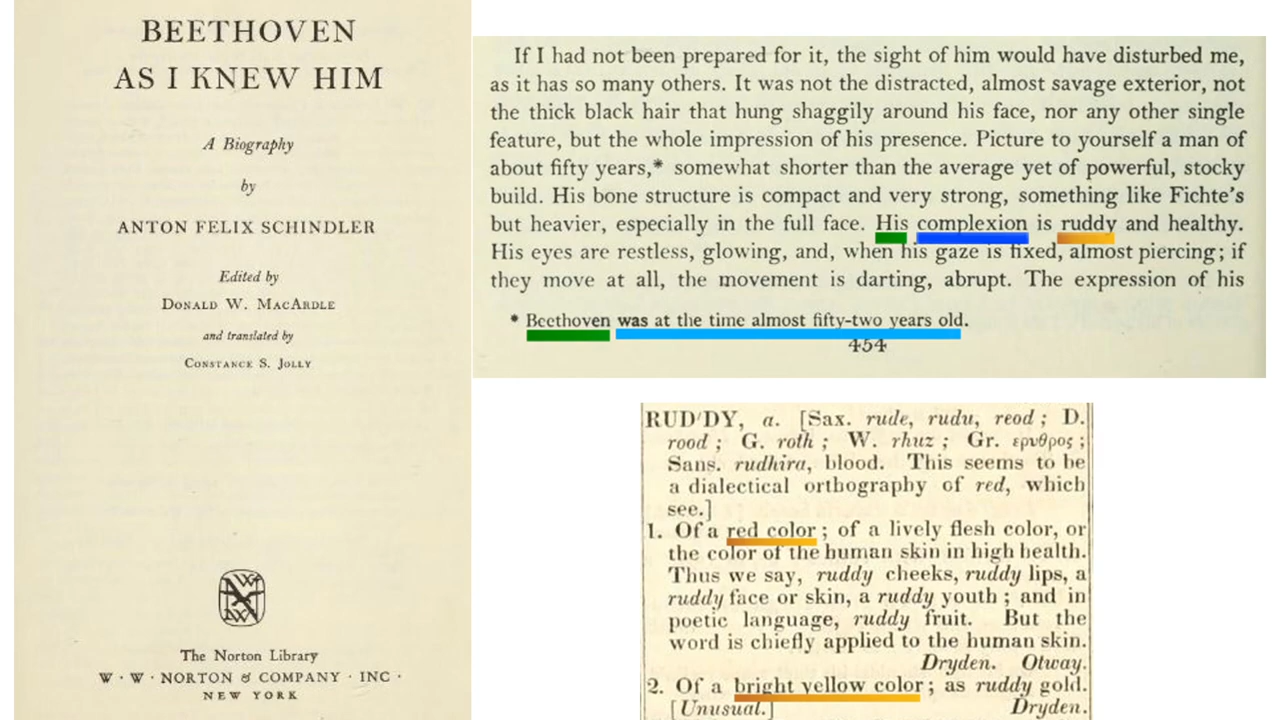 BEETHOVEN
AS I KNEW HIM
A Biography
by
ANTON FELIX SCHINDLER
Edited by
DONALD W. MACARDLE
and translated by
CONSTANCE S. JOLLY
The Norton Library
W · W · NORTON & COMPANY · INC ·
NEW YORK
If I had not been prepared for it, the sight of him would have disturbed me,
as it has so many others. It was not the distracted, almost savage exterior, not
the thick black hair that hung shaggily around his face, nor any other single
feature, but the whole impression of his presence. Picture to yourself a man of
about fifty years,* somewhat shorter than the average yet of powerful, stocky
build. His bone structure is compact and very strong, something like Fichte's
but heavier, especially in the full face. His complexion is ruddy and healthy.
His eyes are restless, glowing, and, when his gaze is fixed, almost piercing; if
they move at all, the movement is darting, abrupt. The expression of his
* Beethoven was at the time almost fifty-two years old.
454
RUD'DY, a. [Sax. rude, rudu, reod; D.
rood; G. roth; W. rhuz; Gr. ερυθρος;
Sans. rudhira, blood. This seems to be
a dialectical orthography of red, which
see.]
1. Of a red color; of a lively flesh color, or
the color of the human skin in high health.
Thus we say, ruddy cheeks, ruddy lips, a
ruddy face or skin, a ruddy youth; and in
poetic language, ruddy fruit. But the
word is chiefly applied to the human skin.
Dryden. Otway.
2. Of a bright yellow color; as ruddy gold.
[Unusual.] Dryden.